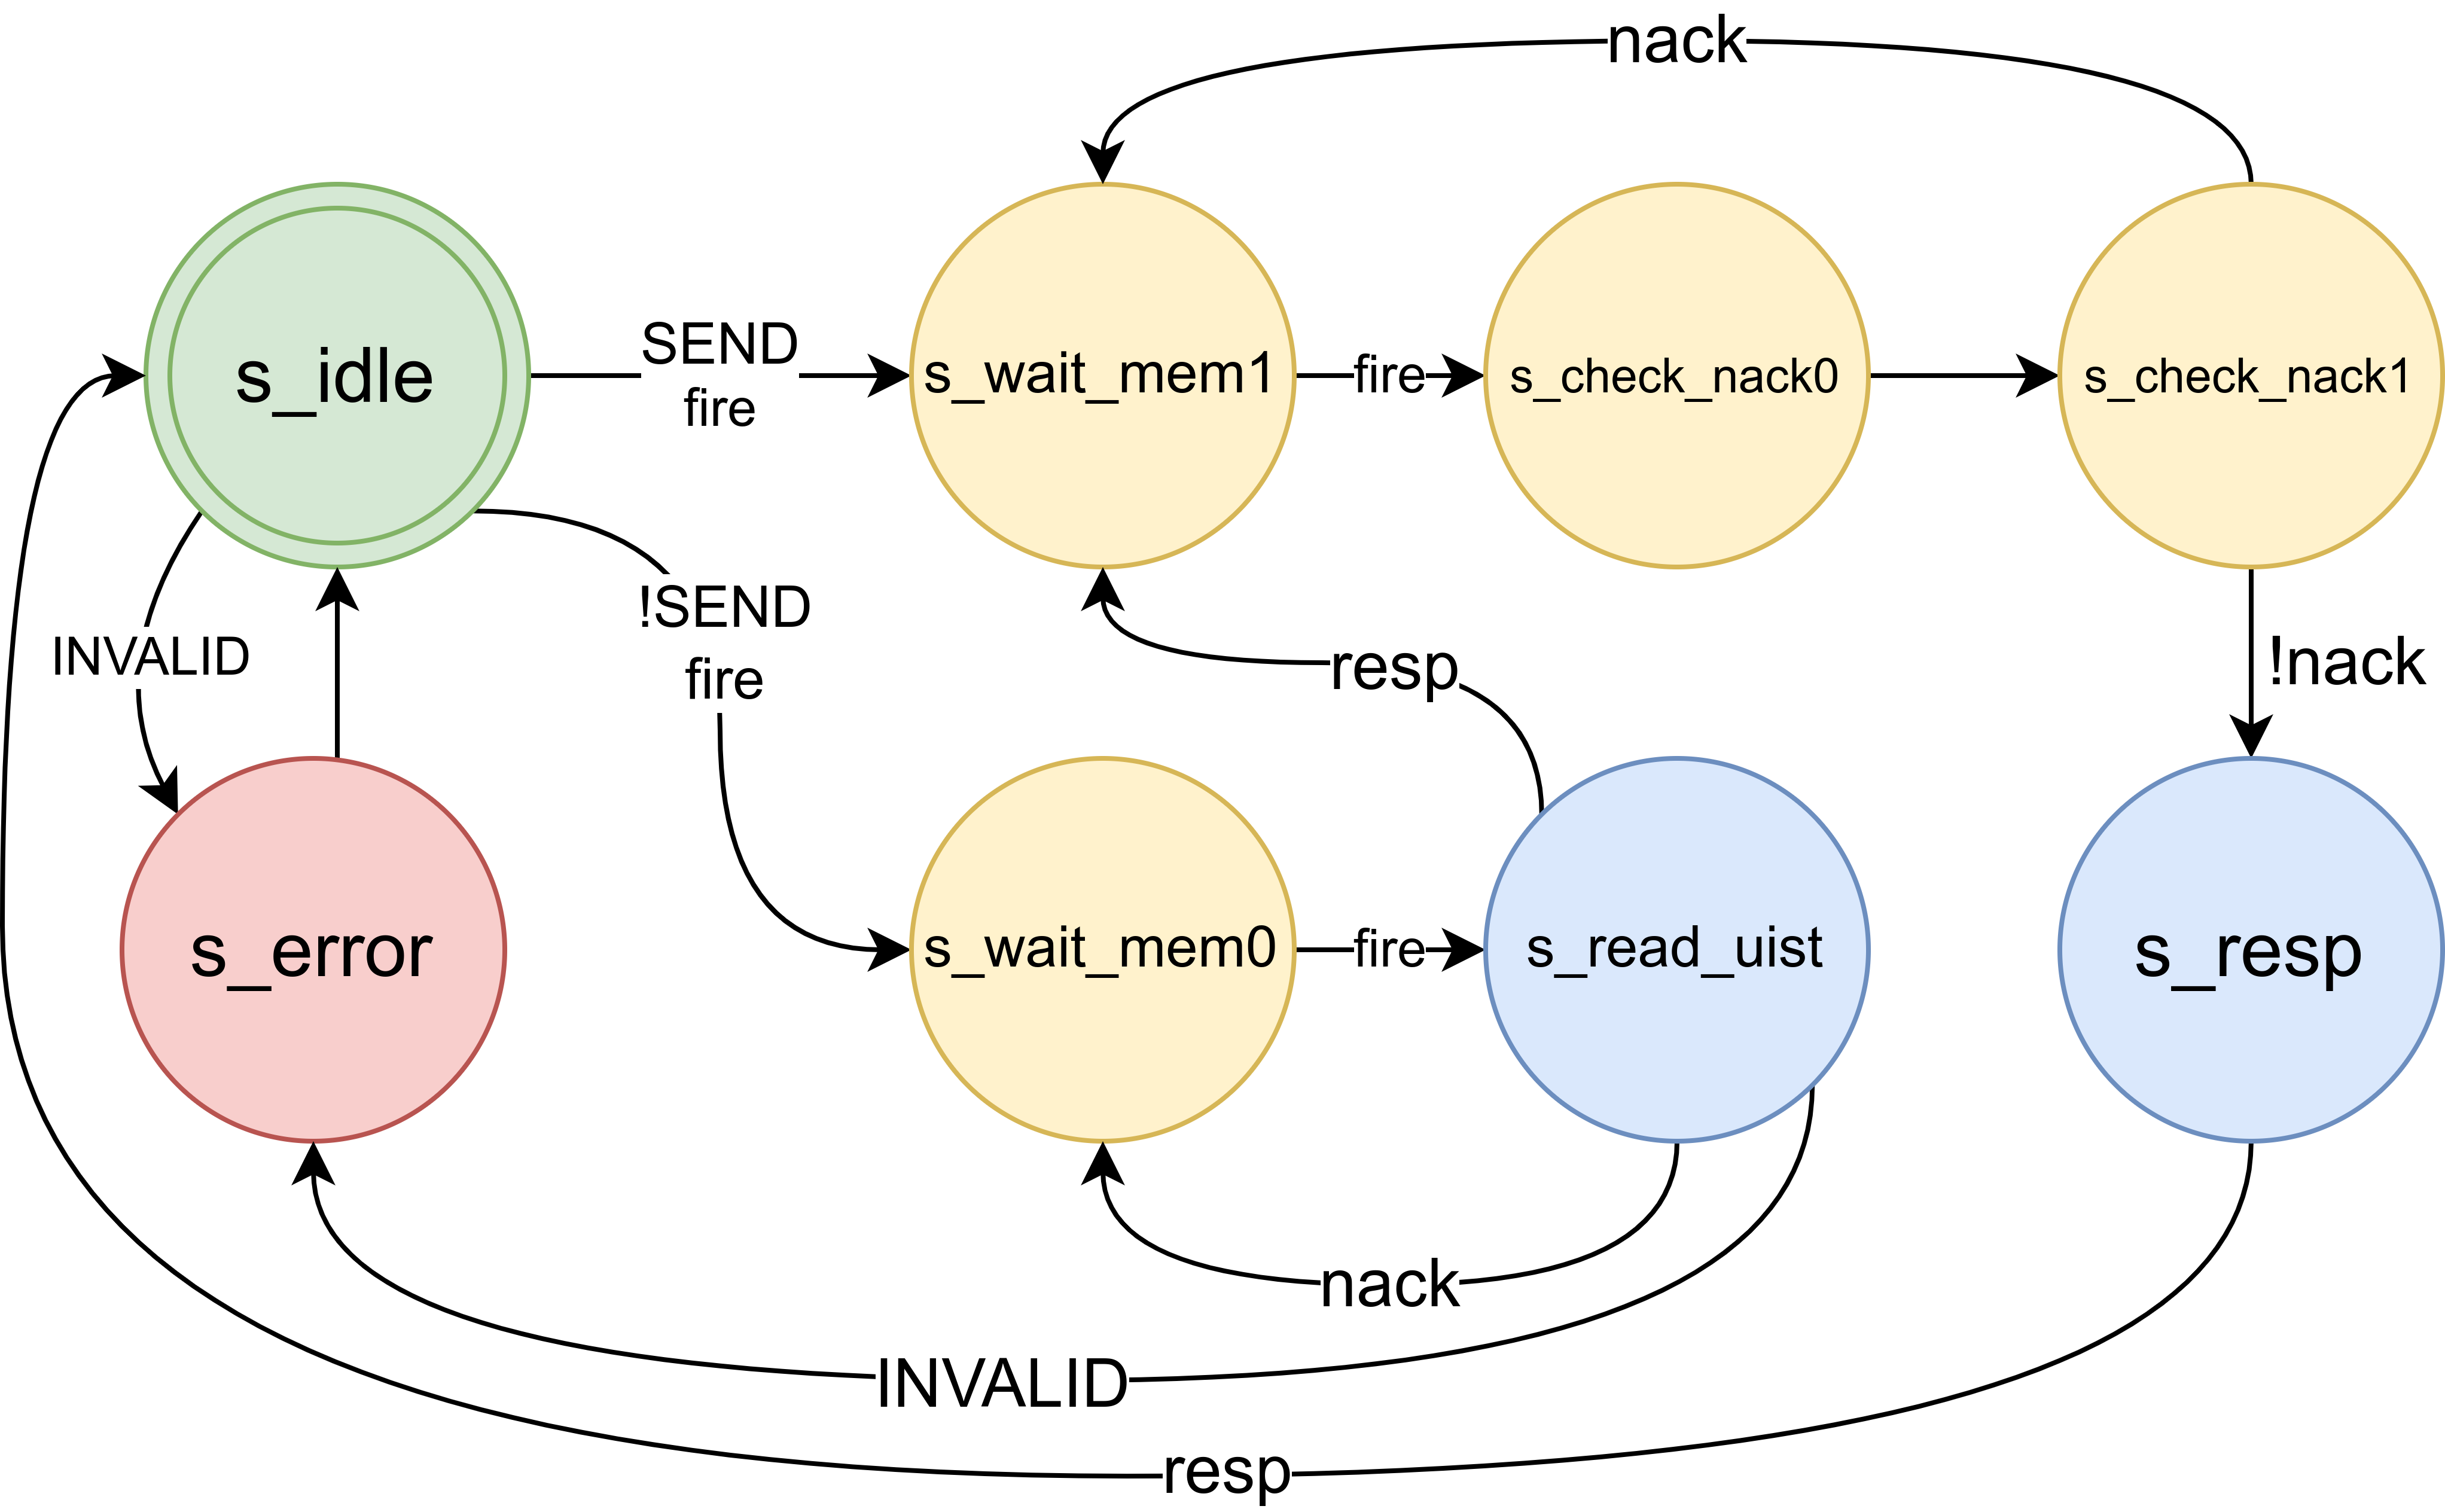 nack
s_idle
SEND
fire
s_wait_mem1
fire
s_check_nack0
s_check_nack1
INVALID
!SEND
fire
resp
!nack
s_error
s_wait_mem0
fire
s_read_uist
s_resp
nack
INVALID
resp